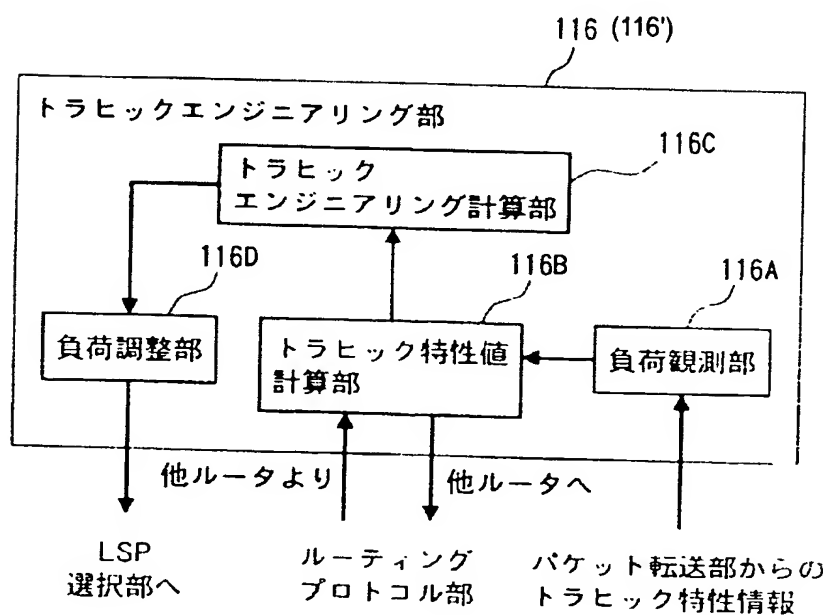 116 (116')
トラヒックエンジニアリング部
116C
トラヒック
エンジニアリング計算部
116D
116B
116A
負荷調整部
トラヒック特性値
計算部
負荷観測部
他ルータより
他ルータへ
LSP
選択部へ
ルーティング
プロトコル部
パケット転送部からの
トラヒック特性情報